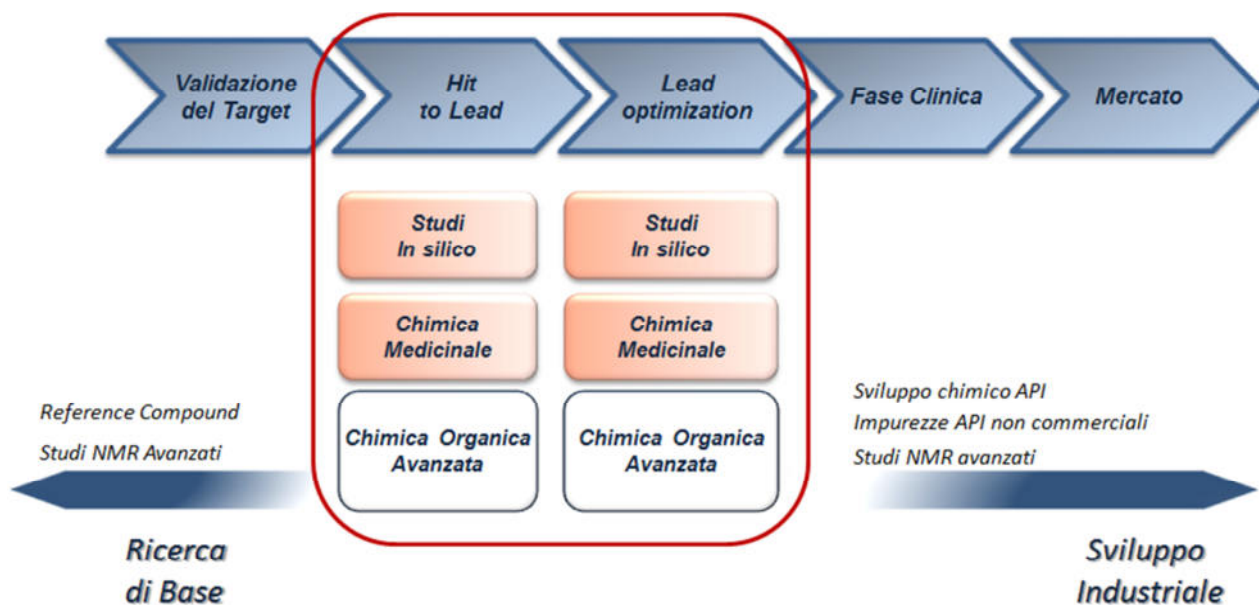 Validazione
del Target
Hit
to Lead
Lead
optimization
Fase Clinica
Mercato
Studi
In silico
Studi
In silico
Chimica
Medicinale
Chimica
Medicinale
Chimica Organica
Avanzata
Chimica Organica
Avanzata
Reference Compound
Studi NMR Avanzati
Sviluppo chimico API
Impurezze API non commerciali
Studi NMR avanzati
Ricerca
di Base
Sviluppo
Industriale